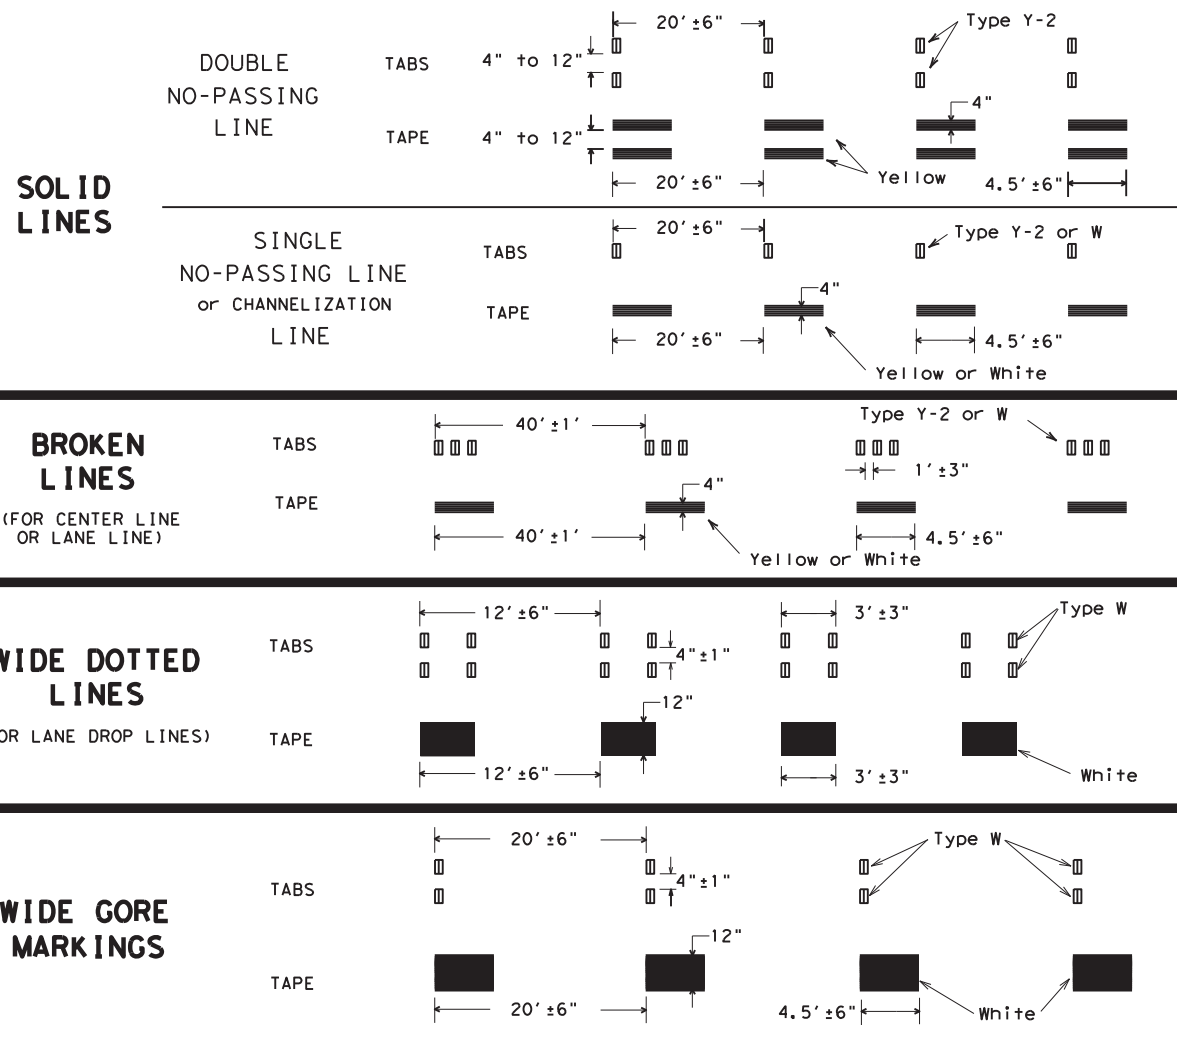 SOLID
LINES
DOUBLE
NO-PASSING
LINE
TABS
4" to 12"
20'±6"
Type Y-2
TAPE
4" to 12"
4"
Yellow
20'±6"
4.5'±6"
SINGLE
NO-PASSING LINE
or CHANNELIZATION
LINE
TABS
20'±6"
Type Y-2 or W
TAPE
4"
20'±6"
4.5'±6"
Yellow or White
BROKEN
LINES
(FOR CENTER LINE
OR LANE LINE)
TABS
40'±1'
Type Y-2 or W
1'±3"
TAPE
4"
40'±1'
4.5'±6"
Yellow or White
WIDE DOTTED
LINES
OR LANE DROP LINES)
TABS
12'±6"
3'±3"
Type W
4"±1"
TAPE
12"
12'±6"
3'±3"
White
WIDE GORE
MARKINGS
TABS
20'±6"
Type W
4"±1"
TAPE
12"
20'±6"
4.5'±6"
White